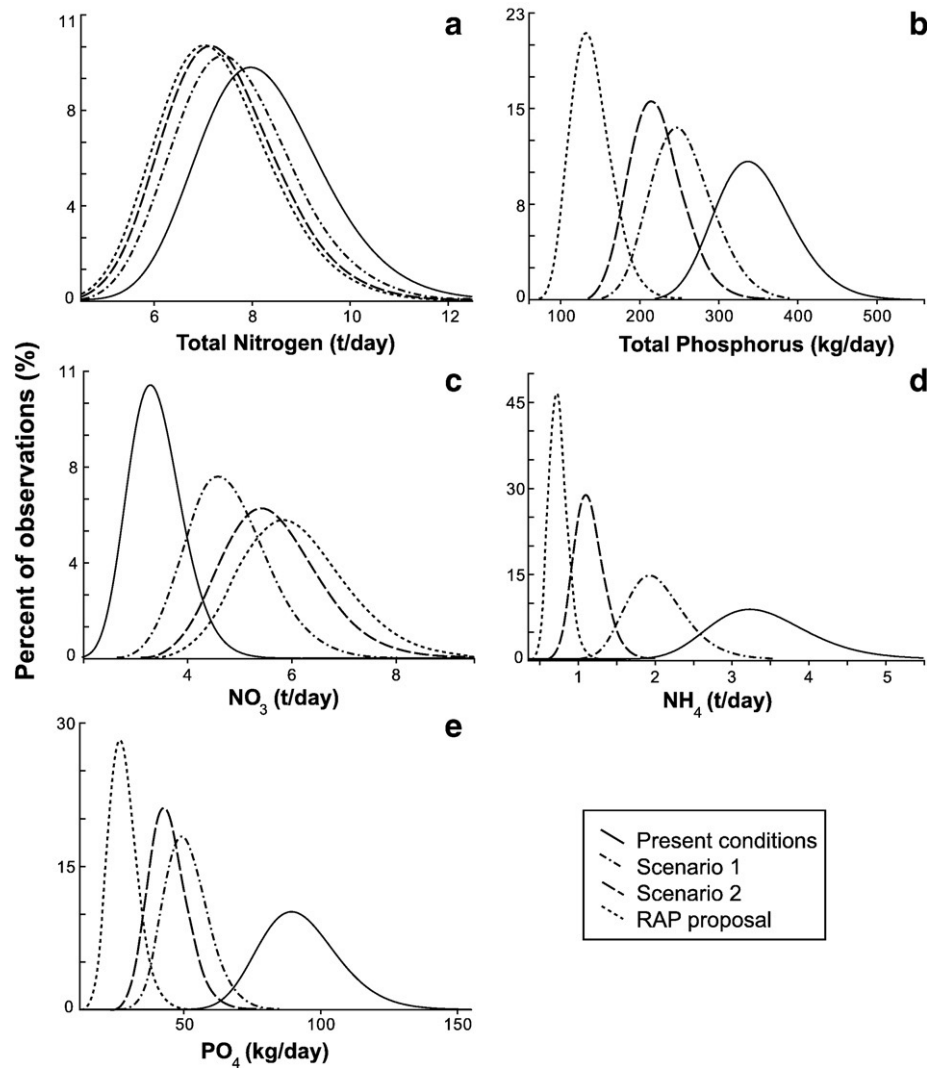 Percent of observations (%)
a
11
8
4
0
6
8
10
12
Total Nitrogen (t/day)
b
23
15
8
0
100
200
300
400
500
Total Phosphorus (kg/day)
c
11
8
4
0
4
6
8
NO3 (t/day)
d
45
30
15
0
1
2
3
4
5
NH4 (t/day)
e
30
15
0
50
100
150
PO4 (kg/day)
Present conditions
Scenario 1
Scenario 2
RAP proposal